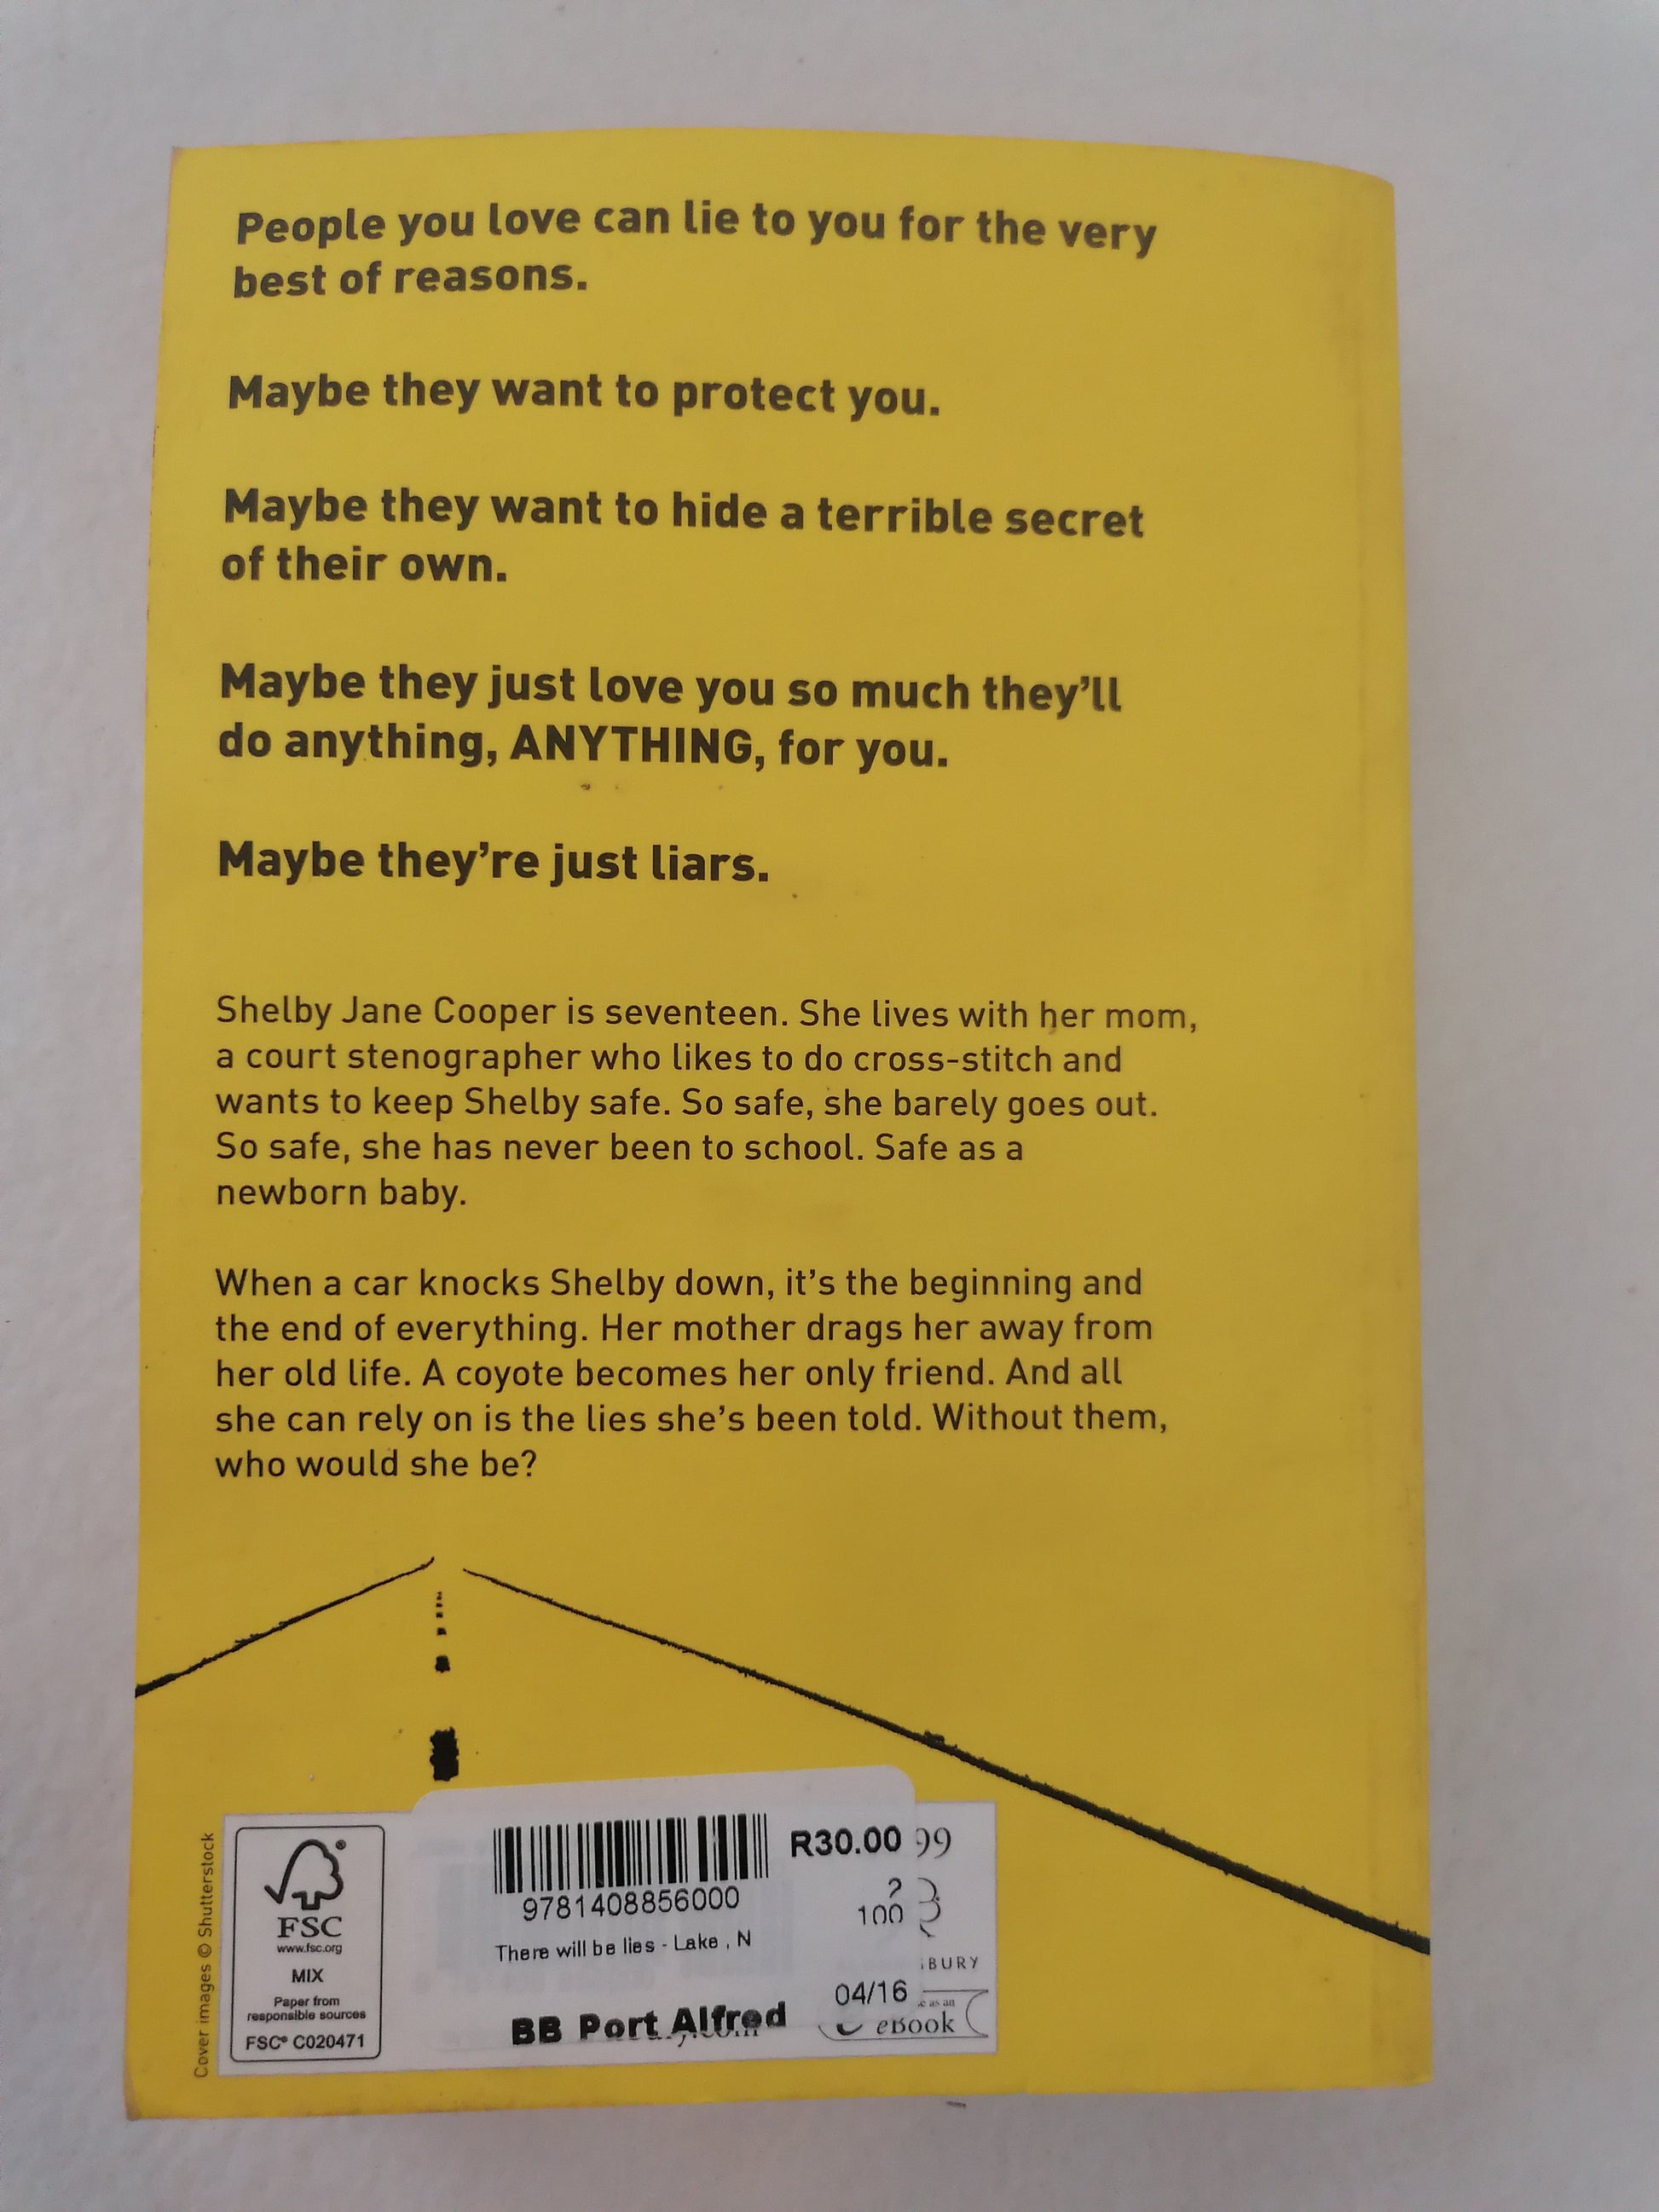 People you love can lie to you for the very
best of reasons.
Maybe they want to protect you.
Maybe they want to hide a terrible secret
of their own.
Maybe they just love you so much they'll
do anything, ANYTHING, for you.
Maybe they're just liars.
Shelby Jane Cooper is seventeen. She lives with her mom,
a court stenographer who likes to do cross-stitch and
wants to keep Shelby safe. So safe, she barely goes out.
So safe, she has never been to school. Safe as a
newborn baby.
When a car knocks Shelby down, it's the beginning and
the end of everything. Her mother drags her away from
her old life. A coyote becomes her only friend. And all
she can rely on is the lies she's been told. Without them,
who would she be?
Cover images © Shutterstock
®
FSC
www.fsc.org
MIX
Paper from
responsible sources
FSC® C020471
9781408856000
There will be lies - Lake , N
BB Port Alfred
R30.00
99
2
100
04/16
BURY
eBook